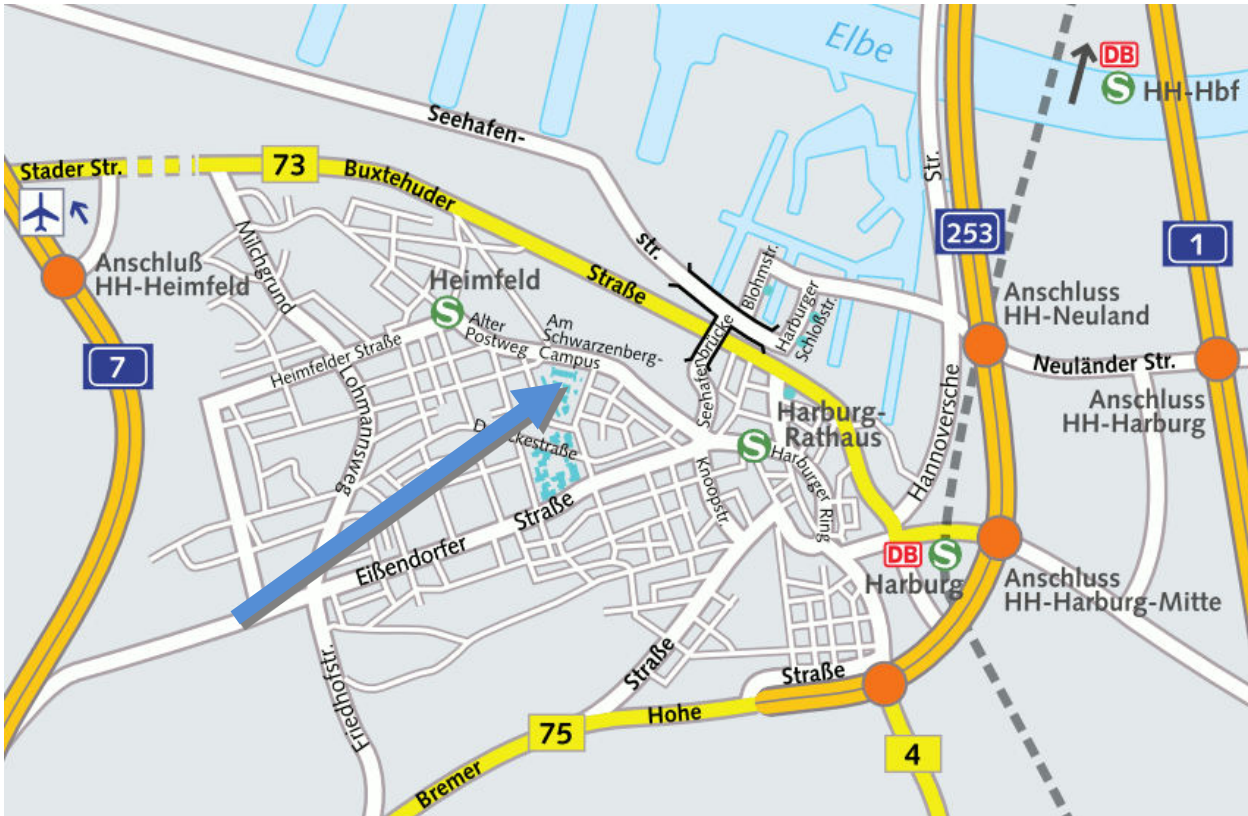 Elbe
DB
S HH-Hbf
Seehafen-
str.
Str.
Stader Str.
73
Buxtehuder
Straße
253
1
Anschluß
HH-Heimfeld
Milchgrund
Heimfeld
S
Blohmstr.
Harburger
Schloßstr.
Anschluss
HH-Neuland
Alter
Postweg
Am
Schwarzenberg-
Campus
7
Heimfelder Straße
Lohmannsweg
Seehafenbrücke
Neuländer Str.
Anschluss
HH-Harburg
Hannoversche
Harburg-
Rathaus
S
Harburger Ring
Knoopstr.
Eißendorfer
Straße
DB
S
Harburg
Anschluss
HH-Harburg-Mitte
Friedhofstr.
Straße
Straße
Hohe
75
Bremer
4